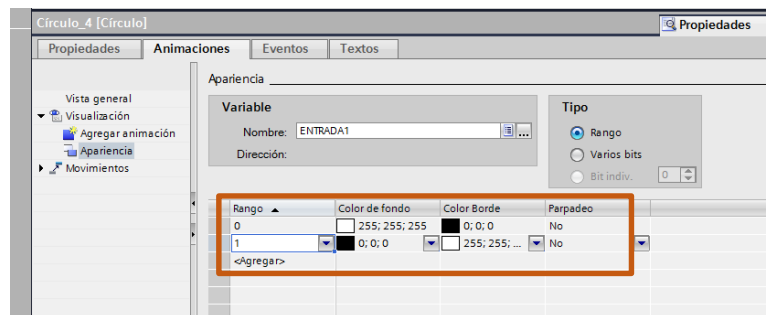 Círculo_4 [Círculo]
Propiedades
Propiedades Animaciones Eventos Textos
Apariencia
Vista general
Visualización
Agregar animación
Apariencia
Movimientos
Variable
Nombre: ENTRADA1 ...
Dirección:
Tipo
Rango
Varios bits
Bit indiv. 0
Rango Color de fondo Color Borde Parpadeo
0 255; 255; 255 0; 0; 0 No
1 0; 0; 0 255; 255; ... No
<Agregar>